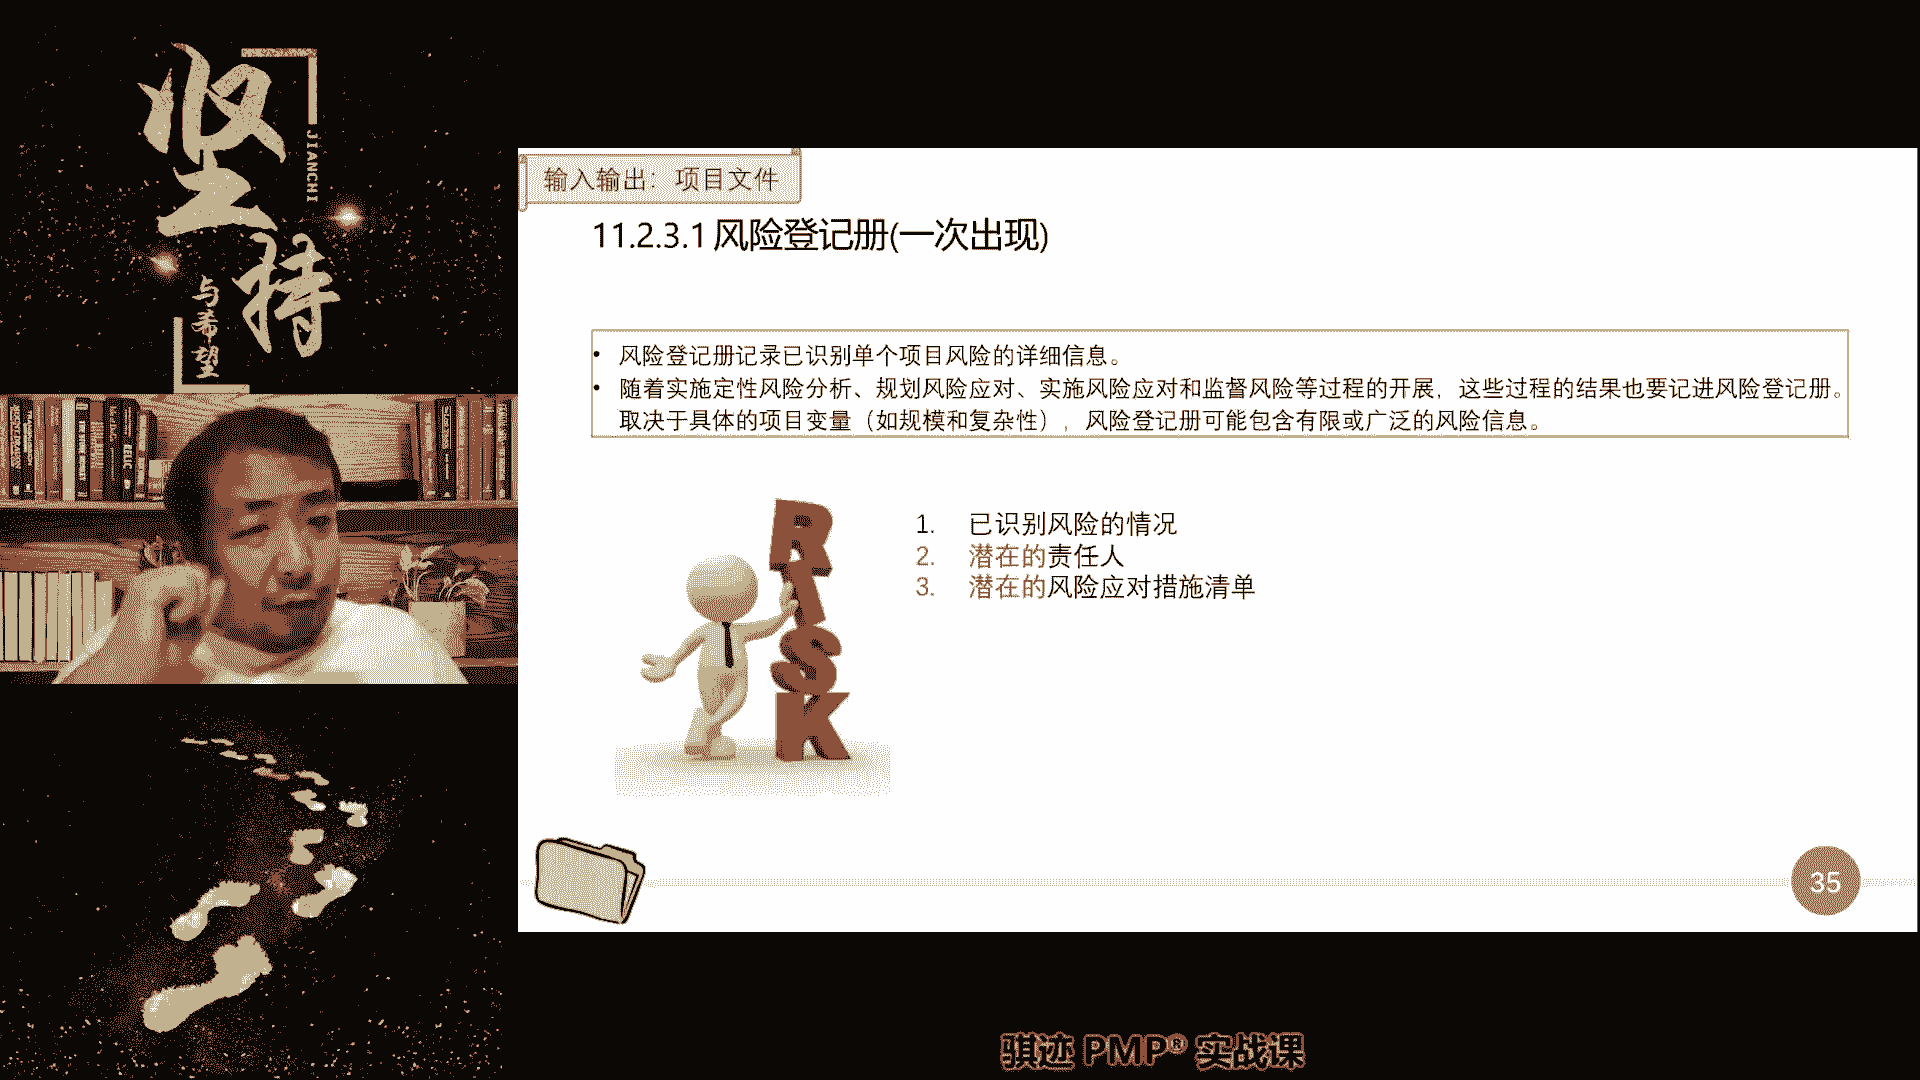 坚持
JIANCHI
与希望
输入输出：项目文件
11.2.3.1 风险登记册(一次出现)
• 风险登记册记录已识别单个项目风险的详细信息。
• 随着实施定性风险分析、规划风险应对、实施风险应对和监督风险等过程的开展，这些过程的结果也要记进风险登记册。
取决于具体的项目变量（如规模和复杂性），风险登记册可能包含有限或广泛的风险信息。
RISK
1. 已识别风险的情况
2. 潜在的责任人
3. 潜在的风险应对措施清单
35
骐迹 PMP® 实战课